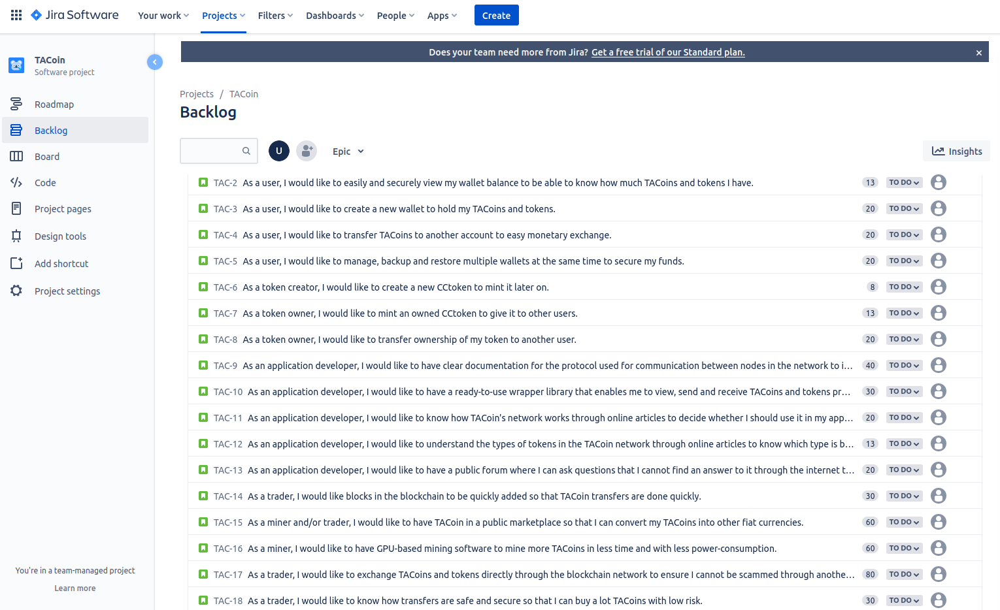 Jira Software Your work Projects Filters Dashboards People Apps Create
Does your team need more from Jira? Get a free trial of our Standard plan.
TACoin
Software project
Roadmap
Backlog
Board
Code
Project pages
Design tools
Add shortcut
Project settings
You're in a team-managed project
Learn more
Projects / TACoin
Backlog
U Epic Insights
TAC-2 As a user, I would like to easily and securely view my wallet balance to be able to know how much TACoins and tokens I have. 13 TO DO
TAC-3 As a user, I would like to create a new wallet to hold my TACoins and tokens. 20 TO DO
TAC-4 As a user, I would like to transfer TACoins to another account to easy monetary exchange. 20 TO DO
TAC-5 As a user, I would like to manage, backup and restore multiple wallets at the same time to secure my funds. 20 TO DO
TAC-6 As a token creator, I would like to create a new CCtoken to mint it later on. 8 TO DO
TAC-7 As a token owner, I would like to mint an owned CCtoken to give it to other users. 13 TO DO
TAC-8 As a token owner, I would like to transfer ownership of my token to another user. 20 TO DO
TAC-9 As an application developer, I would like to have clear documentation for the protocol used for communication between nodes in the network to i... 40 TO DO
TAC-10 As an application developer, I would like to have a ready-to-use wrapper library that enables me to view, send and receive TACoins and tokens pr... 30 TO DO
TAC-11 As an application developer, I would like to know how TACoin's network works through online articles to decide whether I should use it in my app... 20 TO DO
TAC-12 As an application developer, I would like to understand the types of tokens in the TACoin network through online articles to know which type is b... 13 TO DO
TAC-13 As an application developer, I would like to have a public forum where I can ask questions that I cannot find an answer to it through the internet t... 20 TO DO
TAC-14 As a trader, I would like blocks in the blockchain to be quickly added so that TACoin transfers are done quickly. 30 TO DO
TAC-15 As a miner and/or trader, I would like to have TACoin in a public marketplace so that I can convert my TACoins into other fiat currencies. 60 TO DO
TAC-16 As a miner, I would like to have GPU-based mining software to mine more TACoins in less time and with less power-consumption. 60 TO DO
TAC-17 As a trader, I would like to exchange TACoins and tokens directly through the blockchain network to ensure I cannot be scammed through anothe... 80 TO DO
TAC-18 As a trader, I would like to know how transfers are safe and secure so that I can buy a lot TACoins with low risk. 30 TO DO